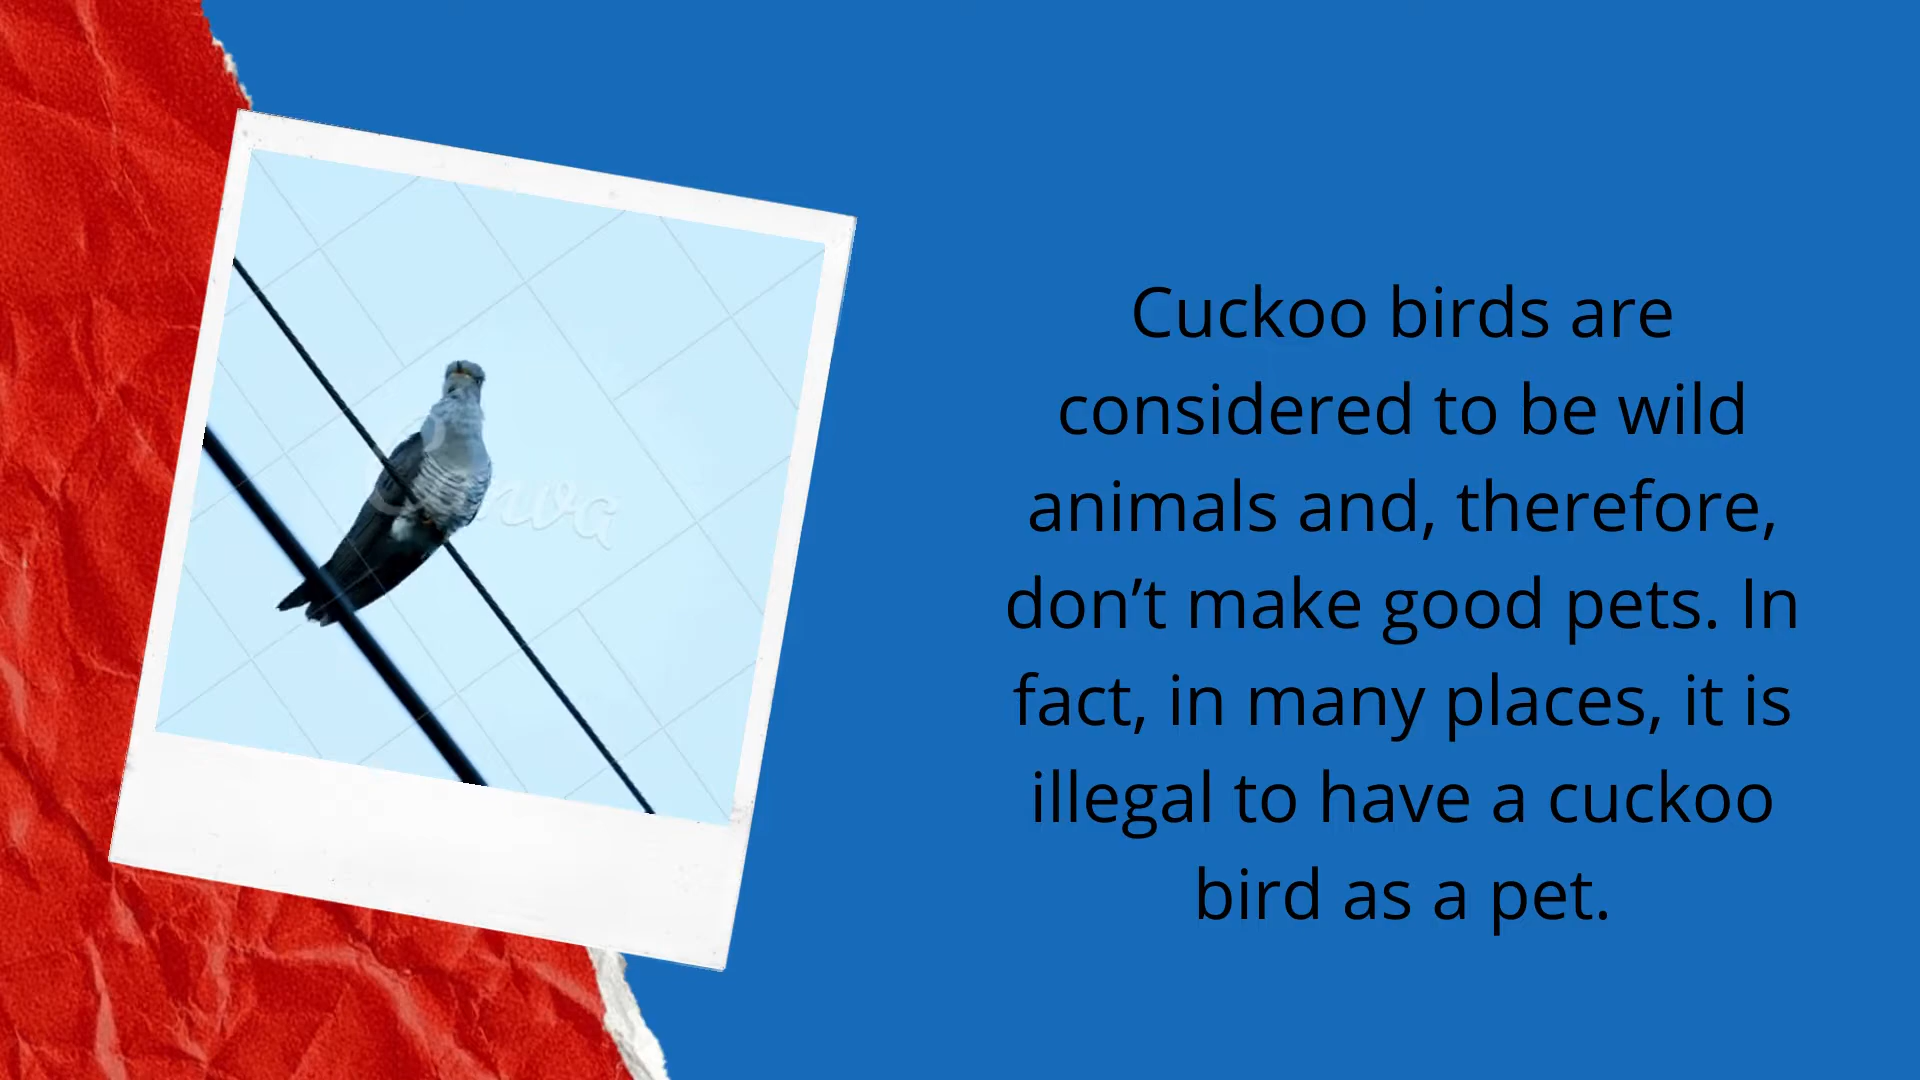 Cuckoo birds are
considered to be wild
animals and, therefore,
don’t make good pets. In
fact, in many places, it is
illegal to have a cuckoo
bird as a pet.
Canva